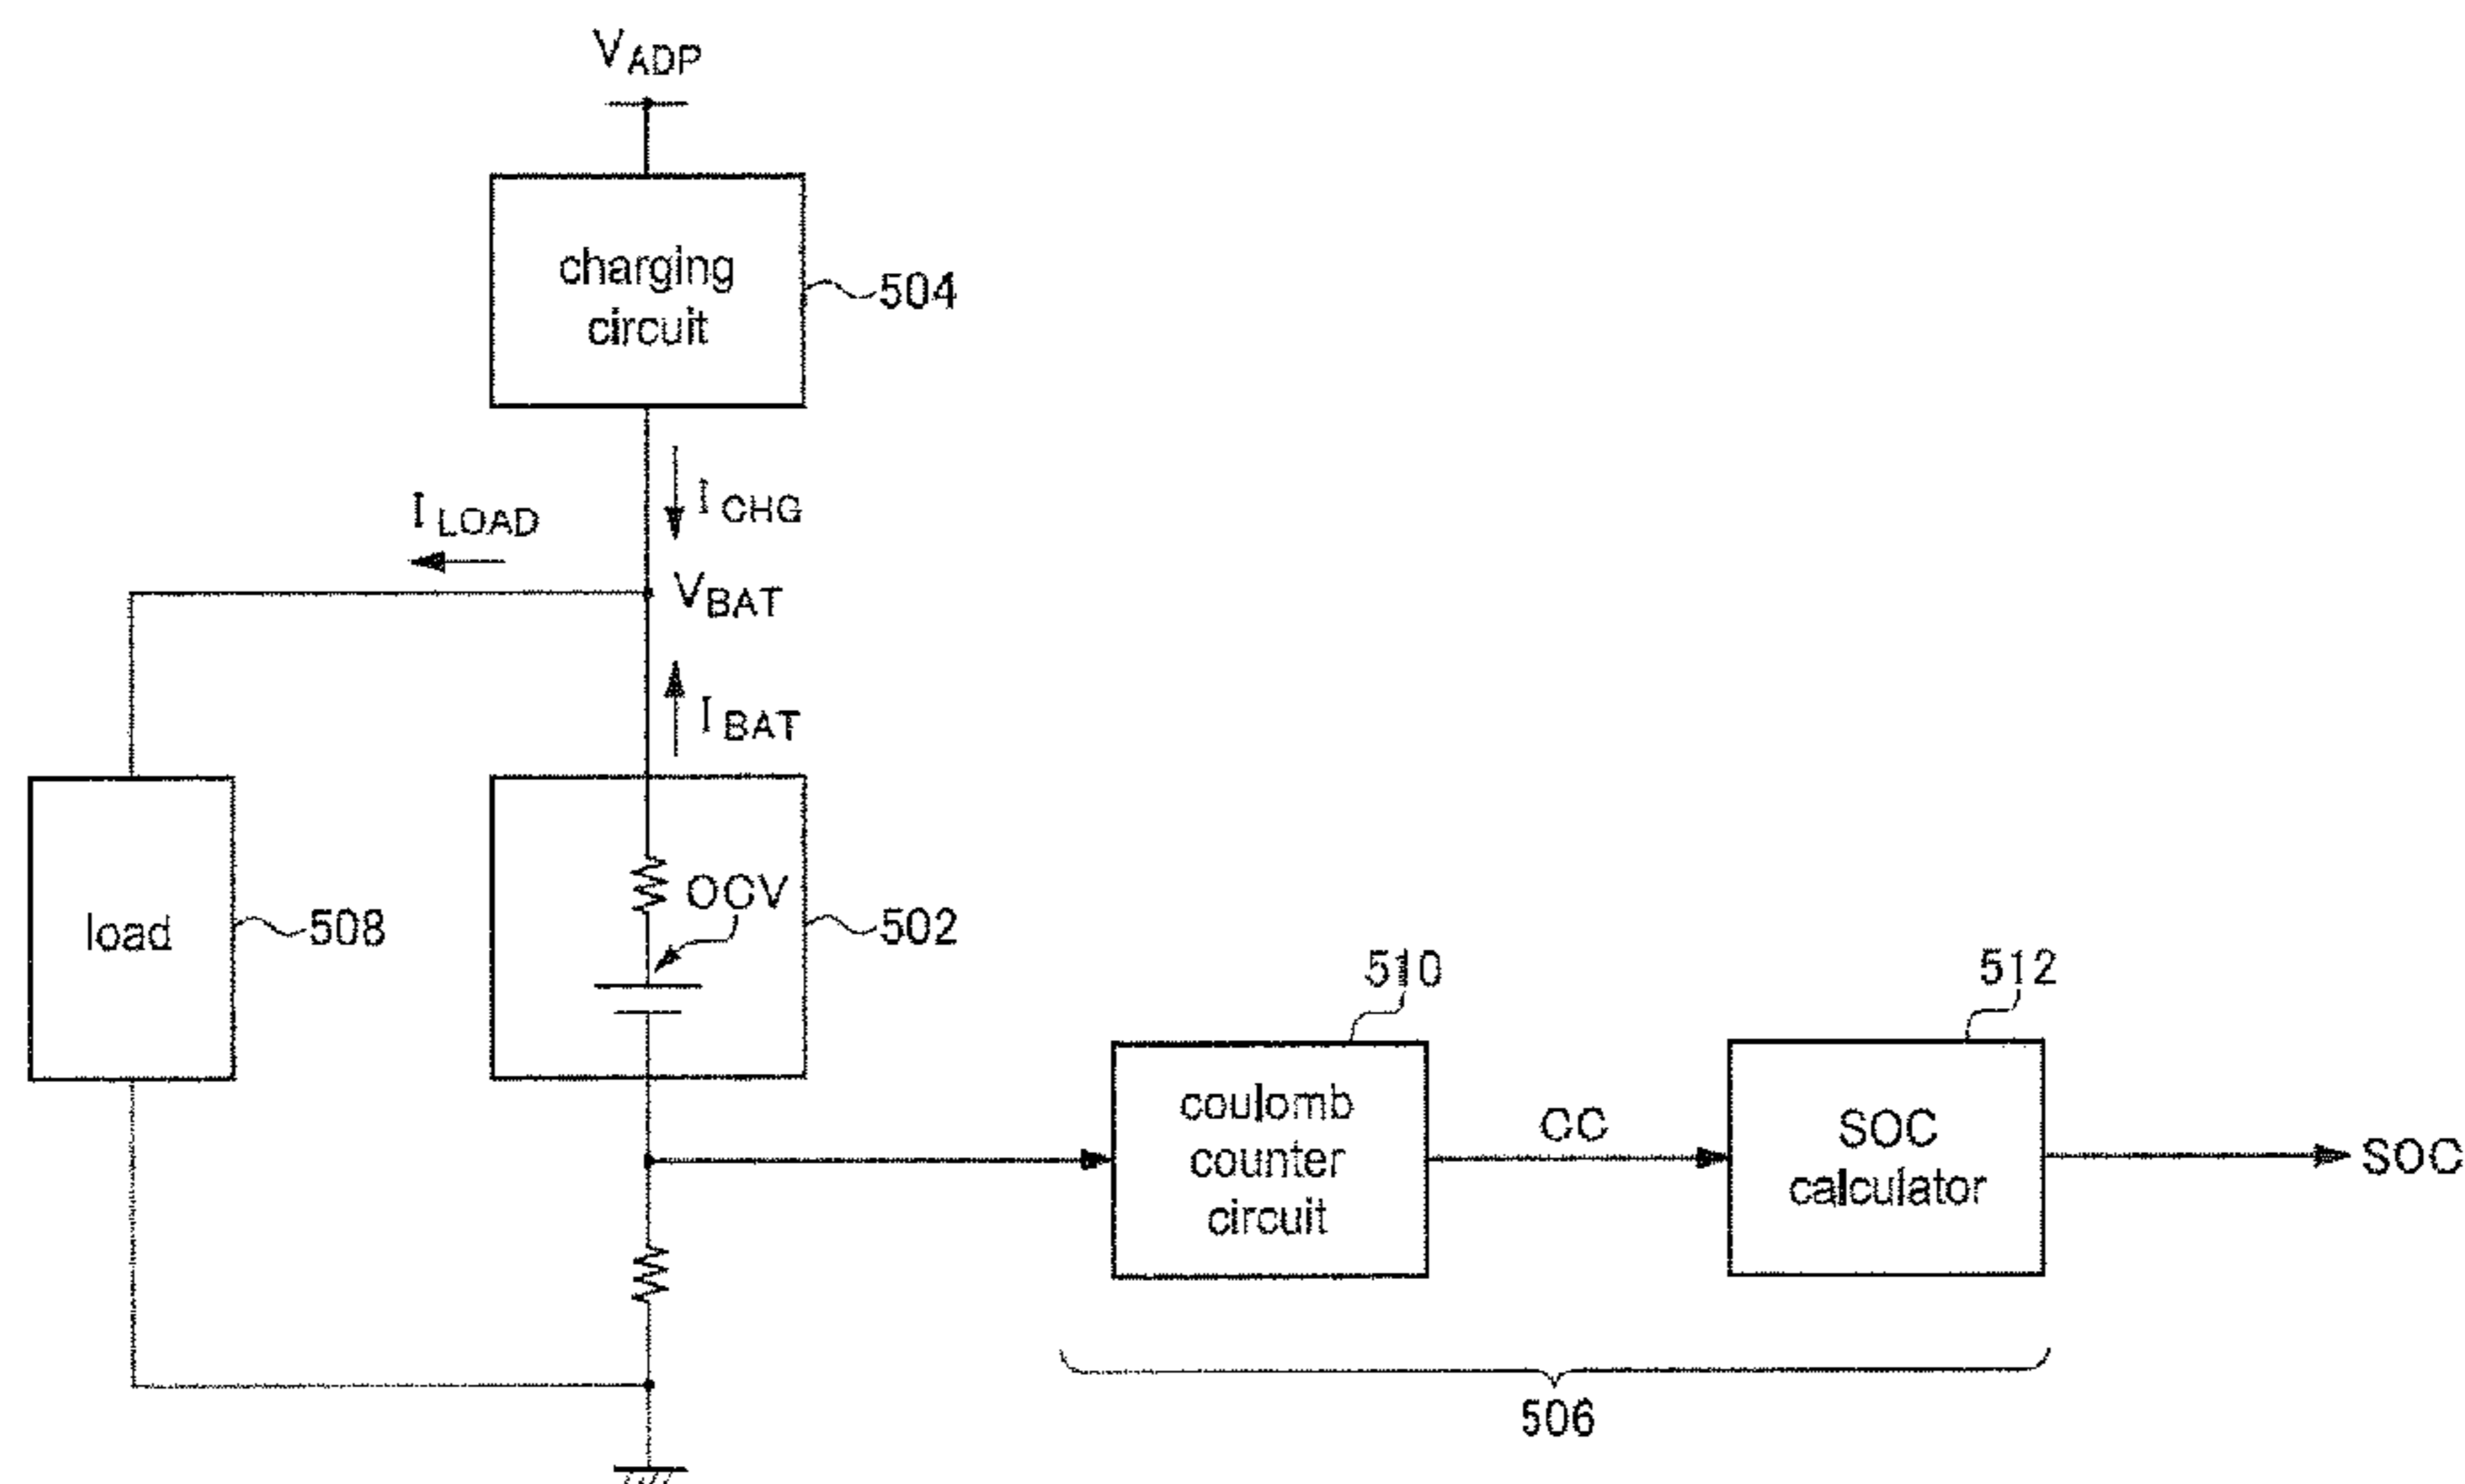 VADP
charging
circuit
504
ILOAD
ICHG
VBAT
IBAT
load
508
OCV
502
510
512
coulomb
counter
circuit
CC
SOC
calculator
SOC
506